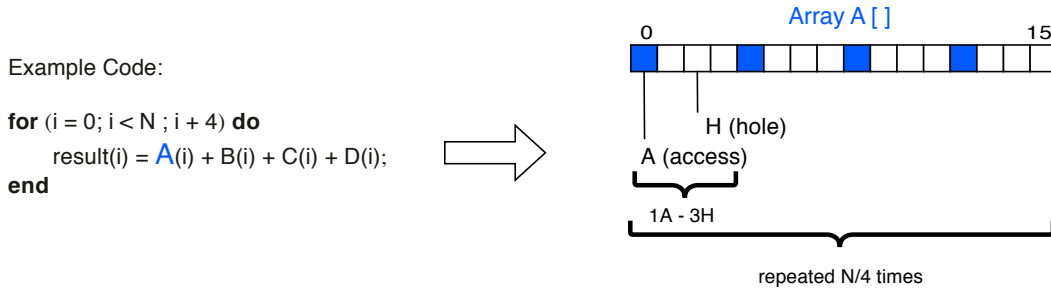 Example Code:
for (i = 0; i < N ; i + 4) do
result(i) = A(i) + B(i) + C(i) + D(i);
end
Array A [ ]
0 15
H (hole)
A (access)
1A - 3H
repeated N/4 times